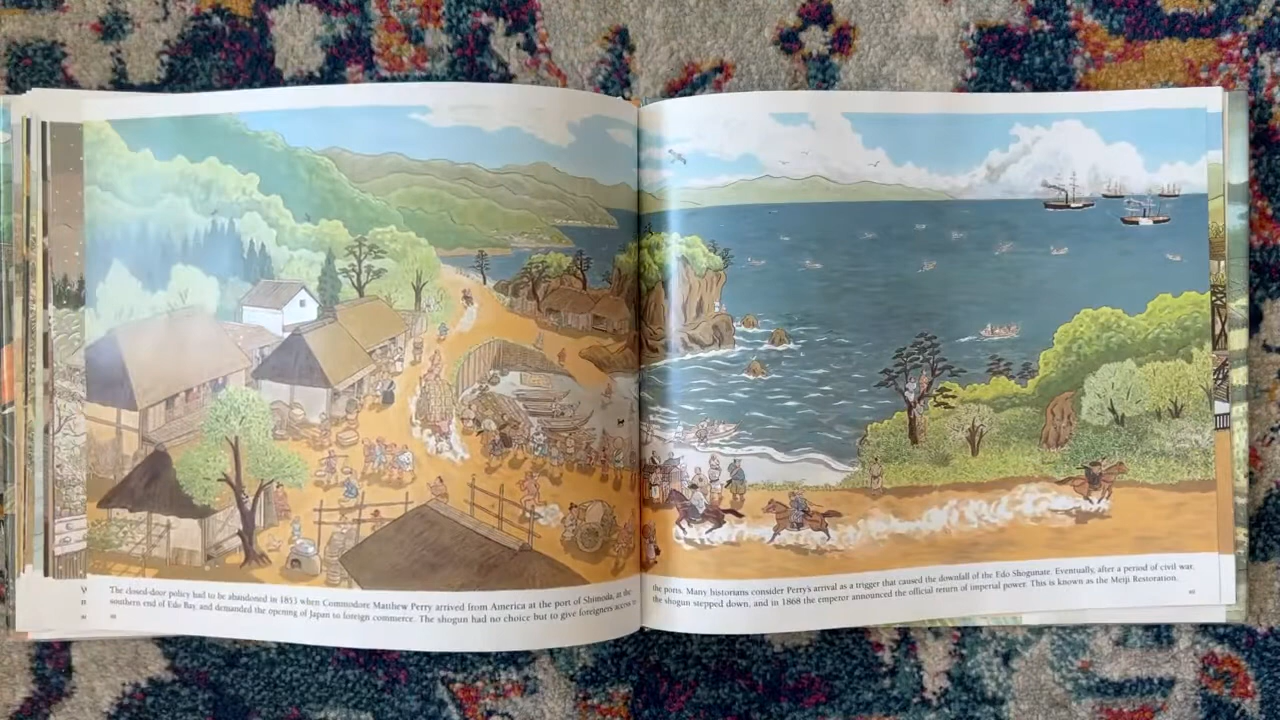 The closed-door policy had to be abandoned in 1853 when Commodore Matthew Perry arrived from America at the port of Shimoda, at the
southern end of Edo Bay, and demanded the opening of Japan to foreign commerce. The shogun had no choice but to give foreigners access to
the ports. Many historians consider Perry's arrival as a trigger that caused the downfall of the Edo Shogunate. Eventually, after a period of civil war,
the shogun stepped down, and in 1868 the emperor announced the official return of imperial power. This is known as the Meiji Restoration.